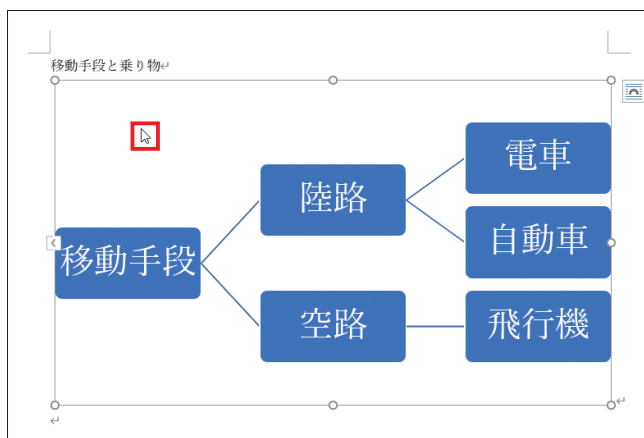 移動手段と乗り物
移動手段
陸路
空路
電車
自動車
飛行機